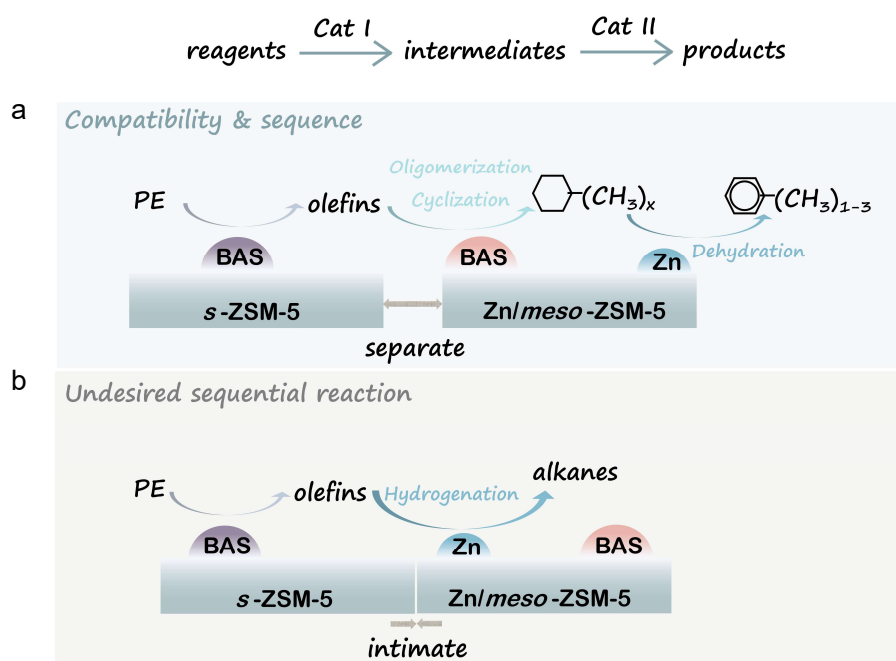 Cat I
Cat II
reagents intermediates products
a
Compatibility & sequence
Oligomerization
Cyclization
PE olefins (CH3)x (CH3)1-3
Dehydration
BAS BAS Zn
s-ZSM-5 Zn/meso-ZSM-5
separate
b
Undesired sequential reaction
alkanes
PE olefins Hydrogenation
BAS Zn BAS
s-ZSM-5 Zn/meso-ZSM-5
intimate